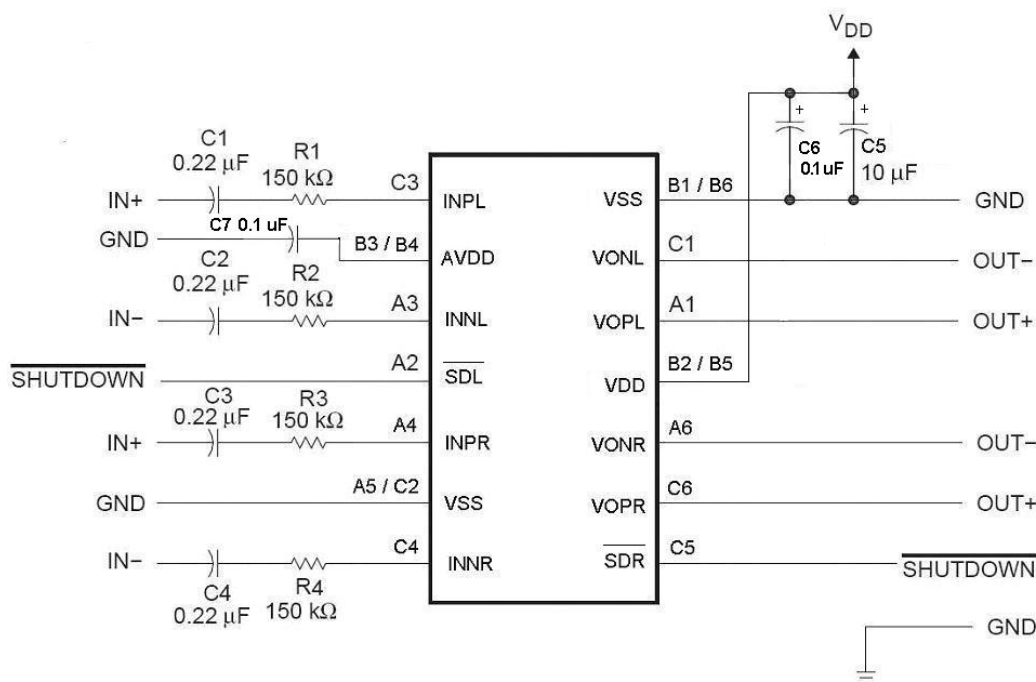 VDD
+
+
C6
0.1 uF
C5
10 μF
C1
0.22 μF
R1
150 kΩ
IN+
C3
INPL
VSS
B1 / B6
GND
C7 0.1 uF
GND
B3 / B4
AVDD
VONL
C1
OUT−
C2
0.22 μF
R2
150 kΩ
IN−
A3
INNL
VOPL
A1
OUT+
SHUTDOWN
A2
SDL
VDD
B2 / B5
C3
0.22 μF
R3
150 kΩ
IN+
A4
INPR
VONR
A6
OUT−
GND
A5 / C2
VSS
VOPR
C6
OUT+
IN−
C4
INNR
SDR
C5
SHUTDOWN
C4
0.22 μF
R4
150 kΩ
GND